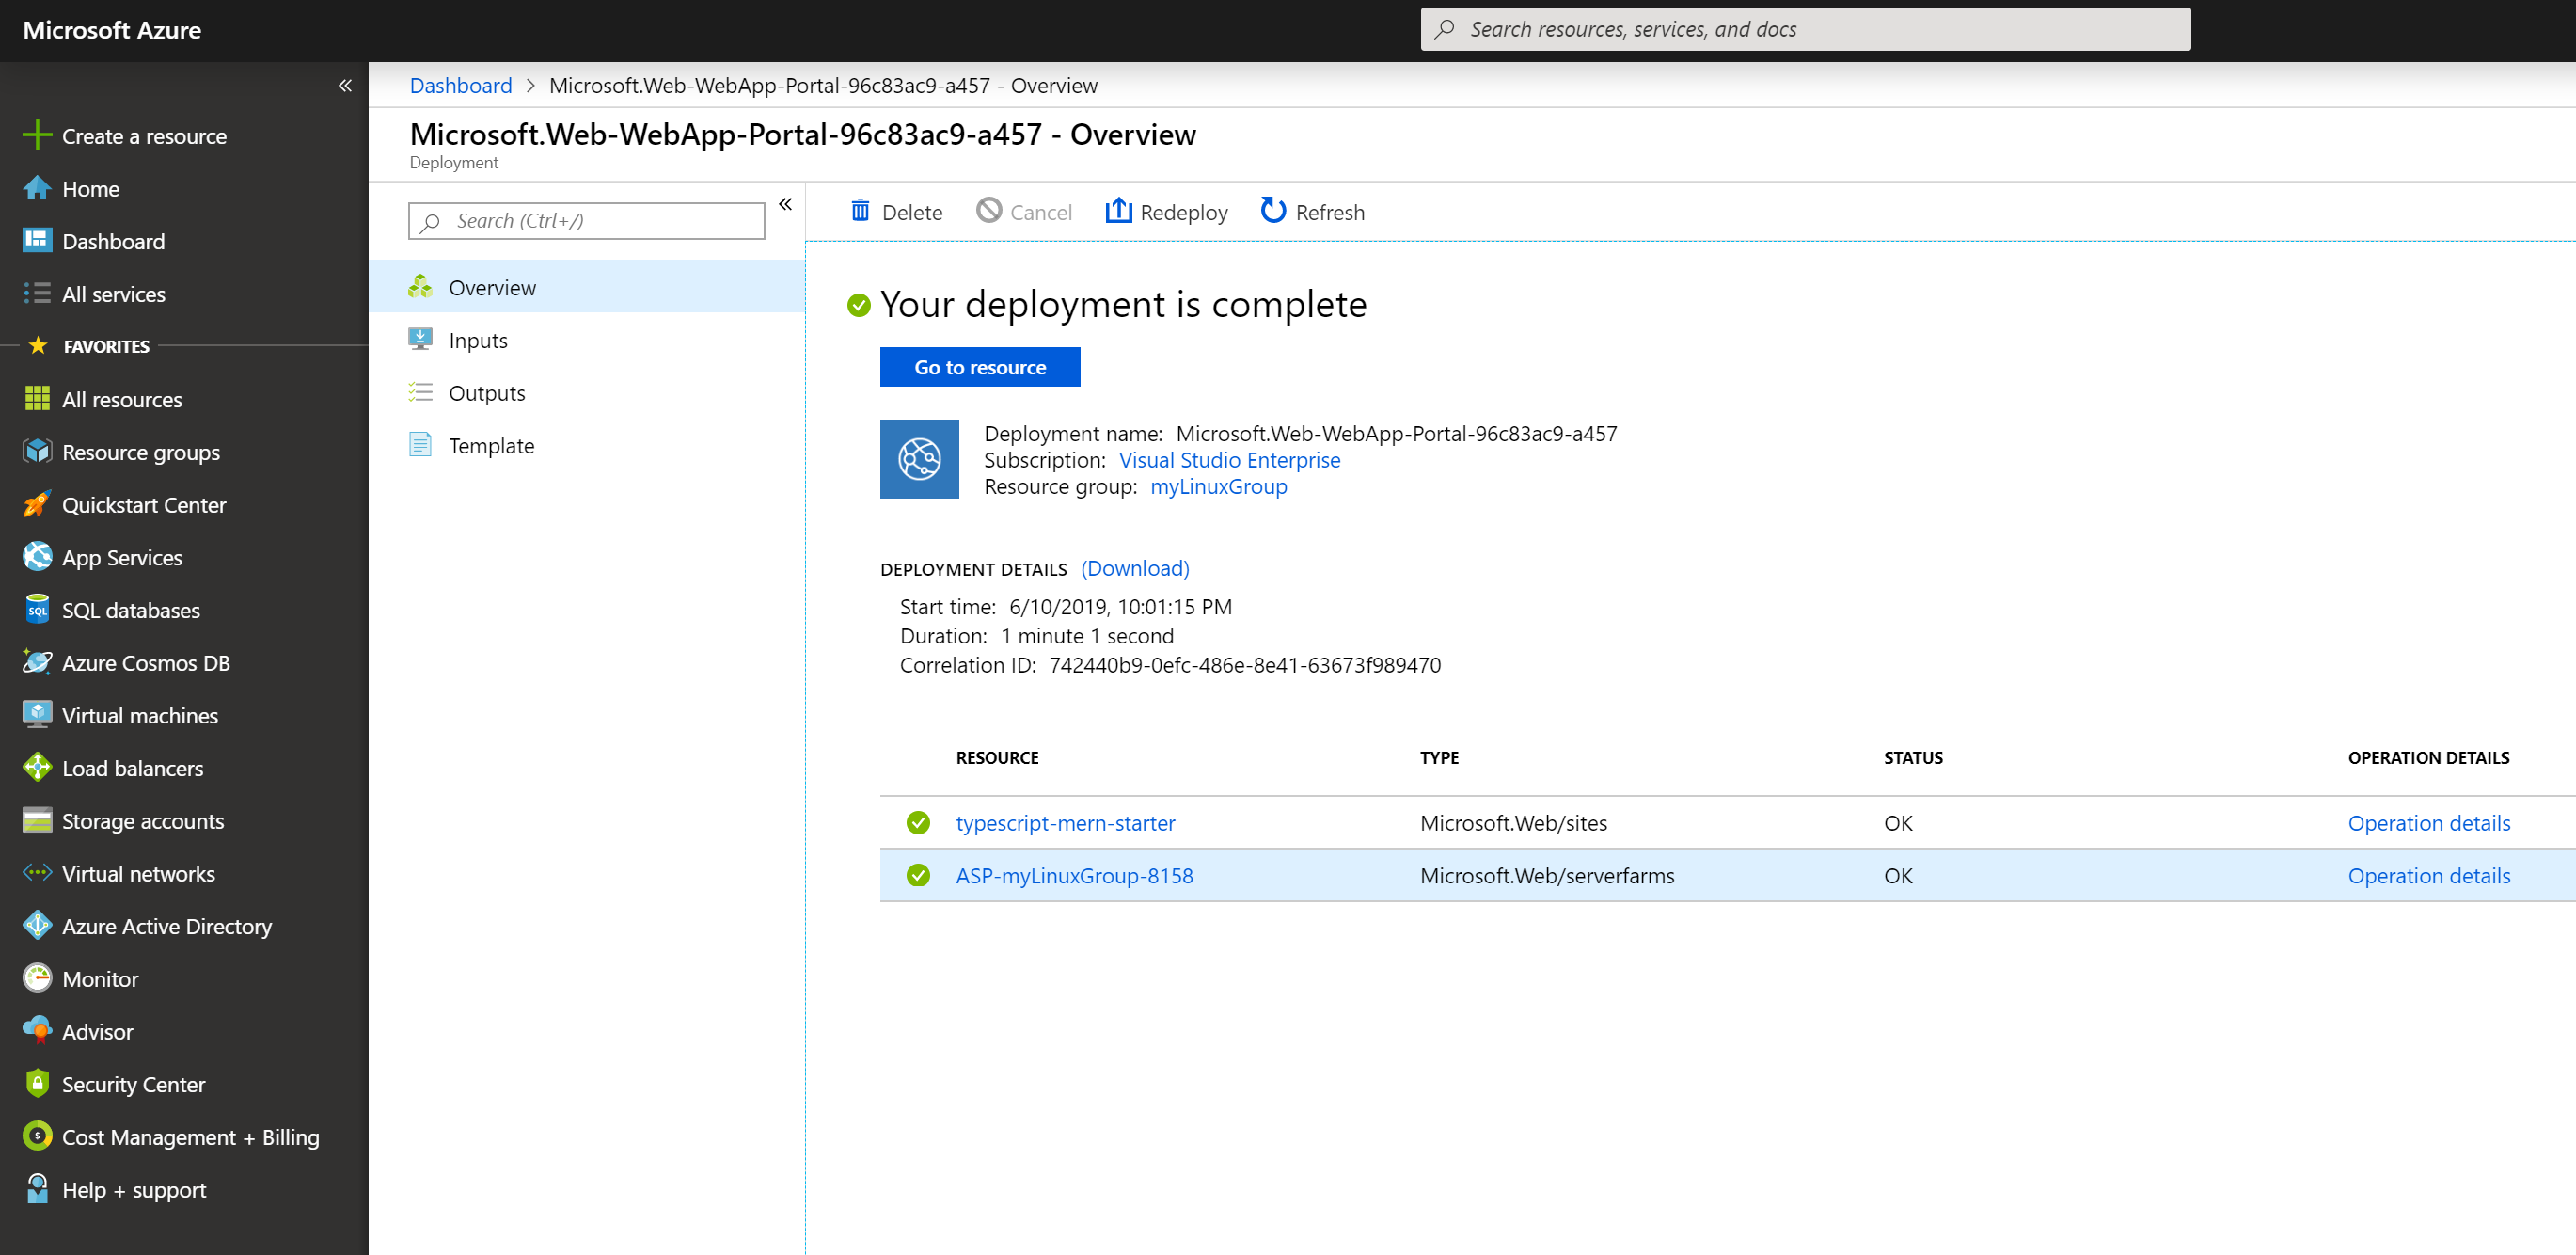 Microsoft Azure
Search resources, services, and docs
Dashboard > Microsoft.Web-WebApp-Portal-96c83ac9-a457 - Overview
Microsoft.Web-WebApp-Portal-96c83ac9-a457 - Overview
Deployment
Create a resource
Home
Dashboard
All services
FAVORITES
All resources
Resource groups
Quickstart Center
App Services
SQL databases
Azure Cosmos DB
Virtual machines
Load balancers
Storage accounts
Virtual networks
Azure Active Directory
Monitor
Advisor
Security Center
Cost Management + Billing
Help + support
Search (Ctrl+/)
Overview
Inputs
Outputs
Template
Delete Cancel Redeploy Refresh
Your deployment is complete
Go to resource
Deployment name: Microsoft.Web-WebApp-Portal-96c83ac9-a457
Subscription: Visual Studio Enterprise
Resource group: myLinuxGroup
DEPLOYMENT DETAILS (Download)
Start time: 6/10/2019, 10:01:15 PM
Duration: 1 minute 1 second
Correlation ID: 742440b9-0efc-486e-8e41-63673f989470
RESOURCE TYPE STATUS OPERATION DETAILS
typescript-mern-starter Microsoft.Web/sites OK Operation details
ASP-myLinuxGroup-8158 Microsoft.Web/serverfarms OK Operation details